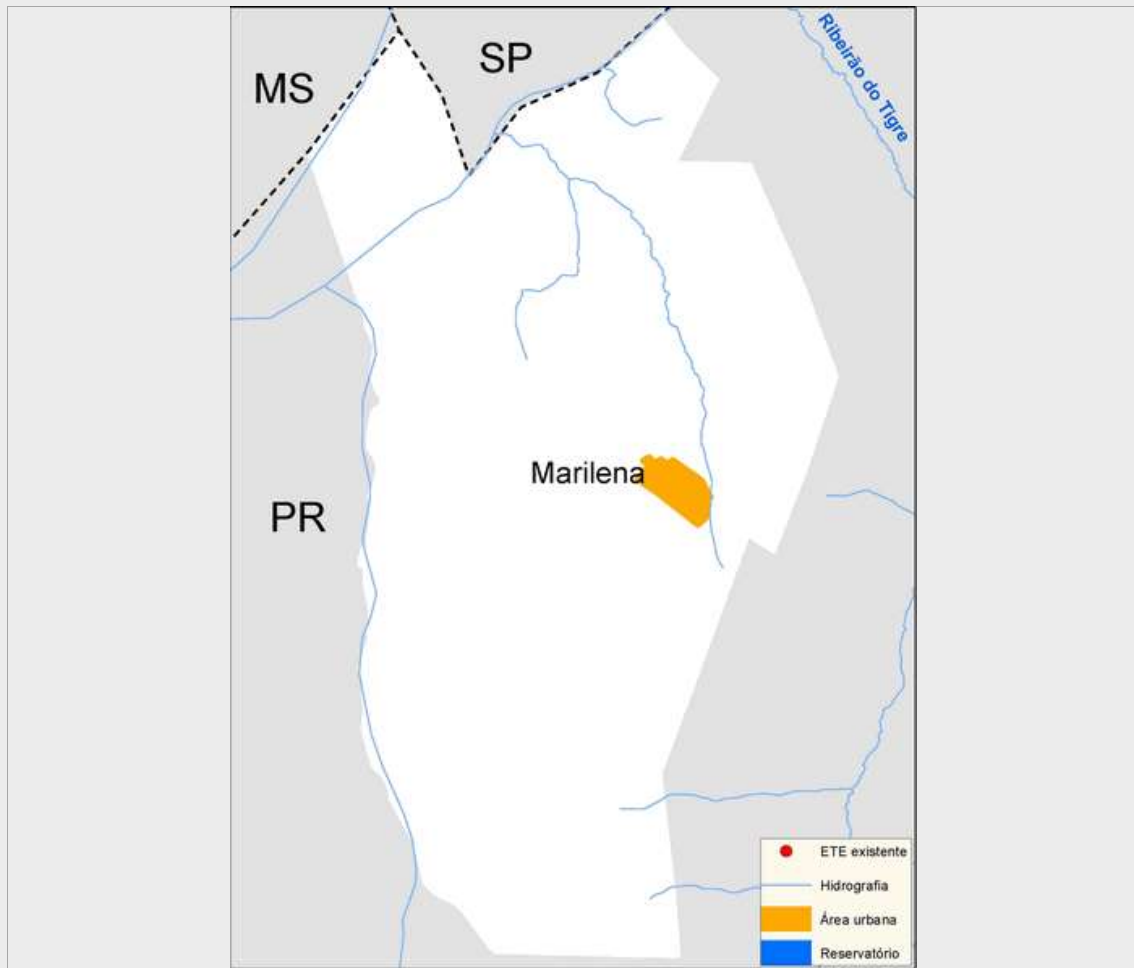 SP
MS
Ribeirão do Tigre
Marilena
PR
ETE existente
Hidrografia
Área urbana
Reservatório